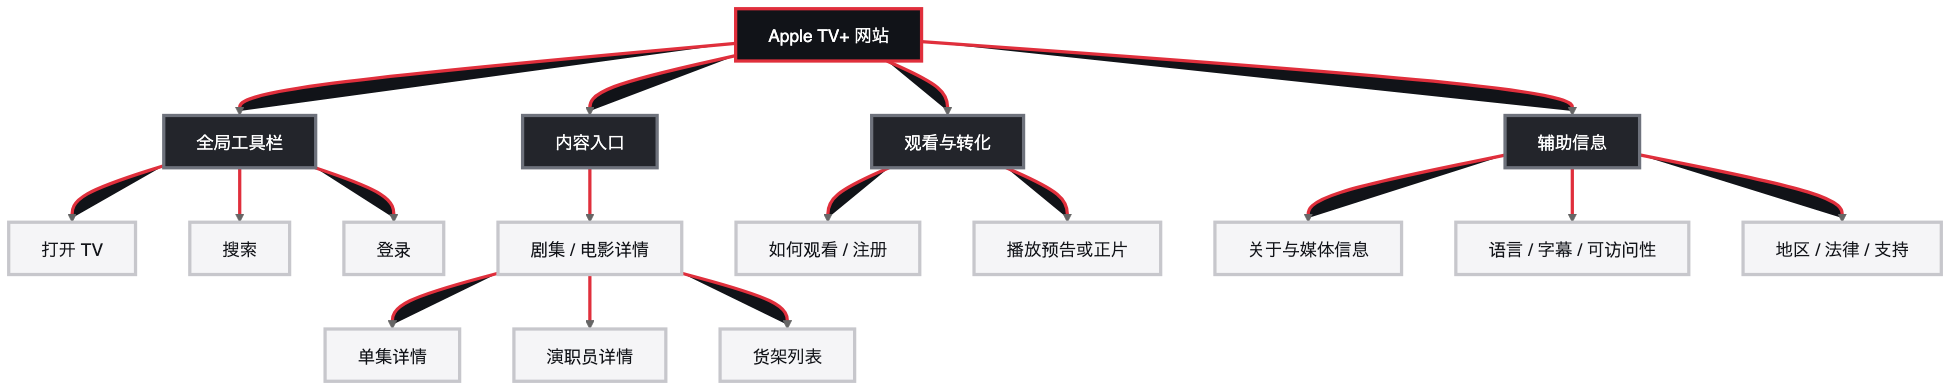 Apple TV+ 网站
全局工具栏
内容入口
观看与转化
辅助信息
打开 TV
搜索
登录
剧集 / 电影详情
如何观看 / 注册
播放预告或正片
关于与媒体信息
语言 / 字幕 / 可访问性
地区 / 法律 / 支持
单集详情
演职员详情
货架列表